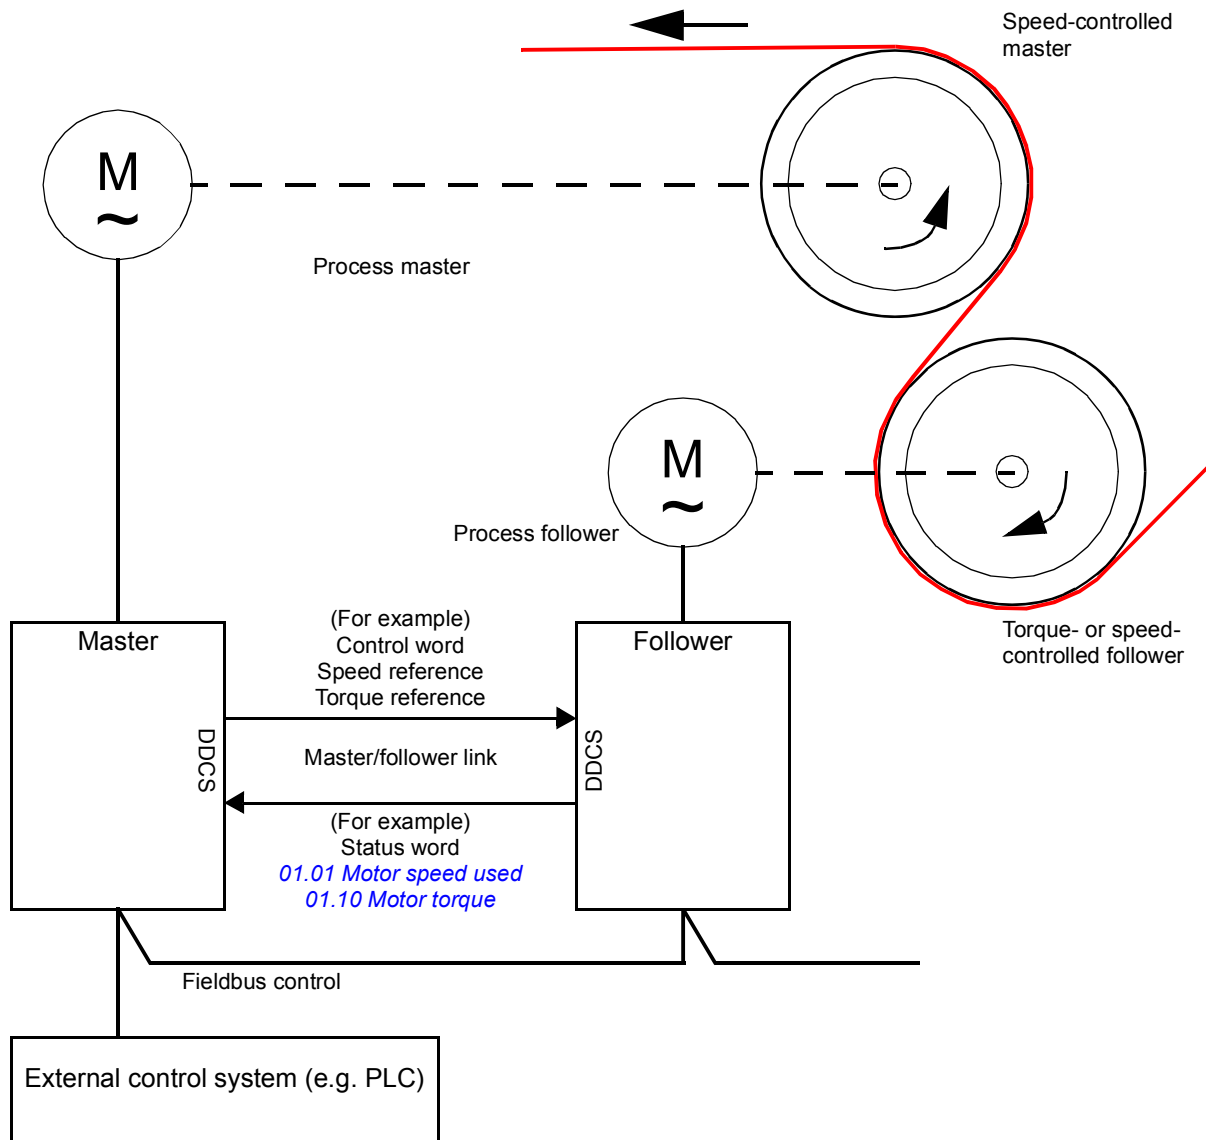 Speed-controlled
master
M
~
Process master
M
~
Process follower
Torque- or speed-
controlled follower
Master
(For example)
Control word
Speed reference
Torque reference
Follower
DDCS
Master/follower link
DDCS
(For example)
Status word
01.01 Motor speed used
01.10 Motor torque
Fieldbus control
External control system (e.g. PLC)